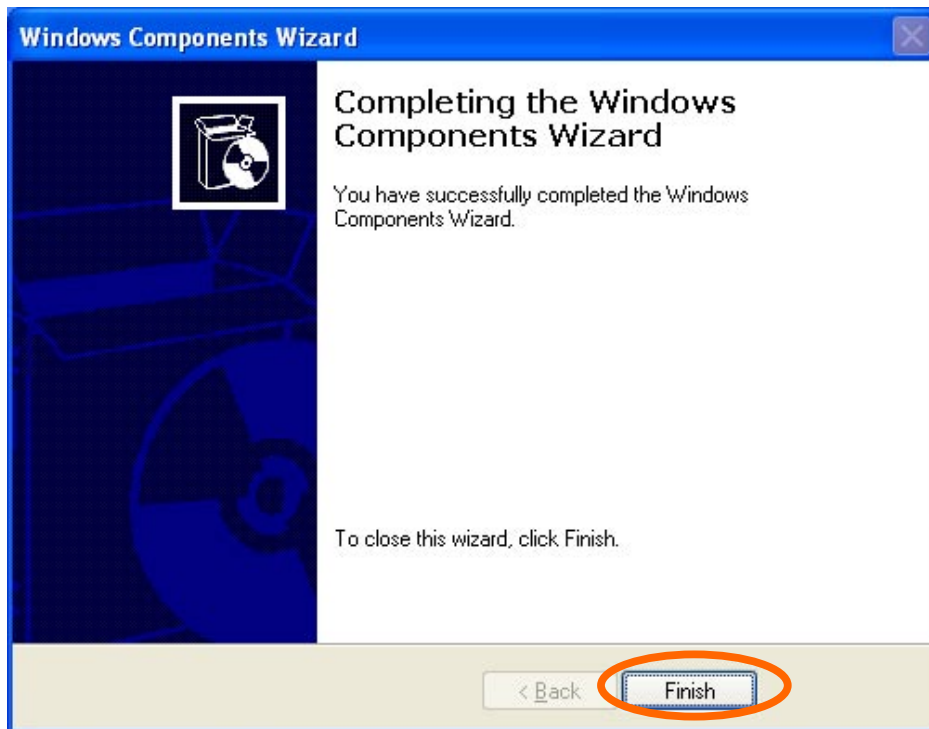 Windows Components Wizard
Completing the Windows
Components Wizard
You have successfully completed the Windows
Components Wizard.
To close this wizard, click Finish.
< Back Finish